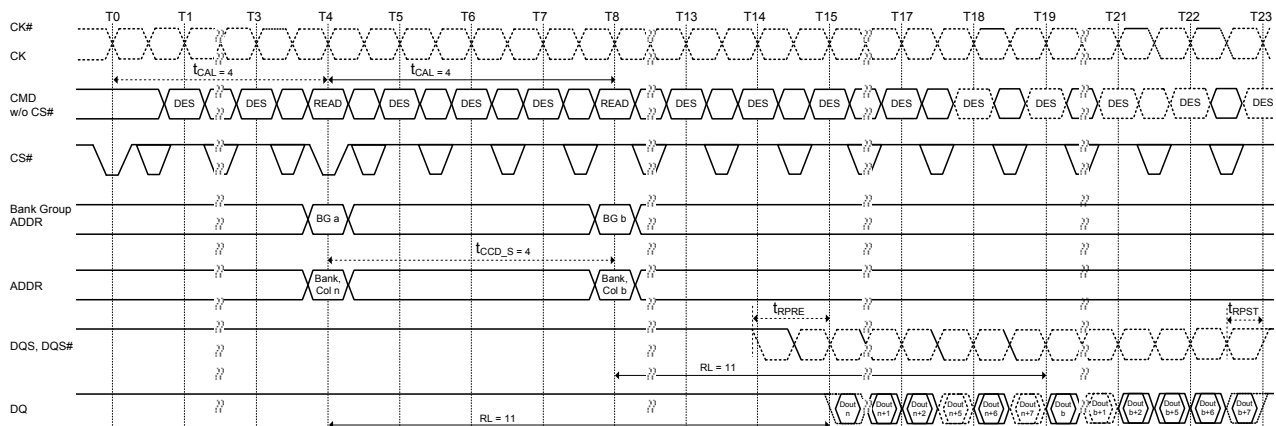 T0 T1 T3 T4 T5 T6 T7 T8 T13 T14 T15 T17 T18 T19 T21 T22 T23
CK#
CK
tCAL = 4 tCAL = 4
CMD w/o CS#
DES DES READ DES DES DES READ DES DES DES DES DES DES DES DES DES
CS#
Bank Group ADDR
BG a BG b
tCCD_S = 4
ADDR
Bank, Col n Bank, Col b
tRPRE tRPST
DQS, DQS#
RL = 11
DQ
Dout n Dout n+1 Dout n+2 Dout n+5 Dout n+6 Dout n+7 Dout b Dout b+1 Dout b+2 Dout b+5 Dout b+6 Dout b+7
RL = 11